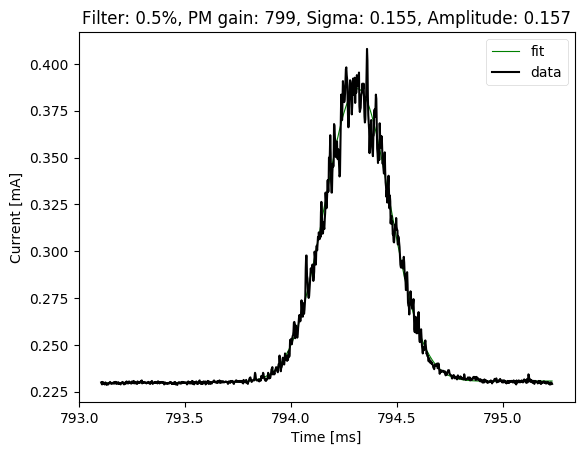 Filter: 0.5%, PM gain: 799, Sigma: 0.155, Amplitude: 0.157
fit
data
Current [mA]
0.400
0.375
0.350
0.325
0.300
0.275
0.250
0.225
793.0 793.5 794.0 794.5 795.0
Time [ms]